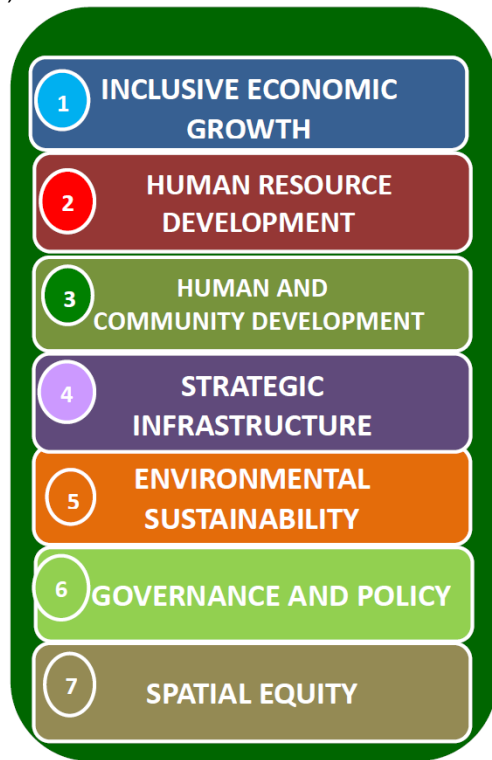 1
INCLUSIVE ECONOMIC
GROWTH
2
HUMAN RESOURCE
DEVELOPMENT
3
HUMAN AND
COMMUNITY DEVELOPMENT
4
STRATEGIC
INFRASTRUCTURE
5
ENVIRONMENTAL
SUSTAINABILITY
6
GOVERNANCE AND POLICY
7
SPATIAL EQUITY